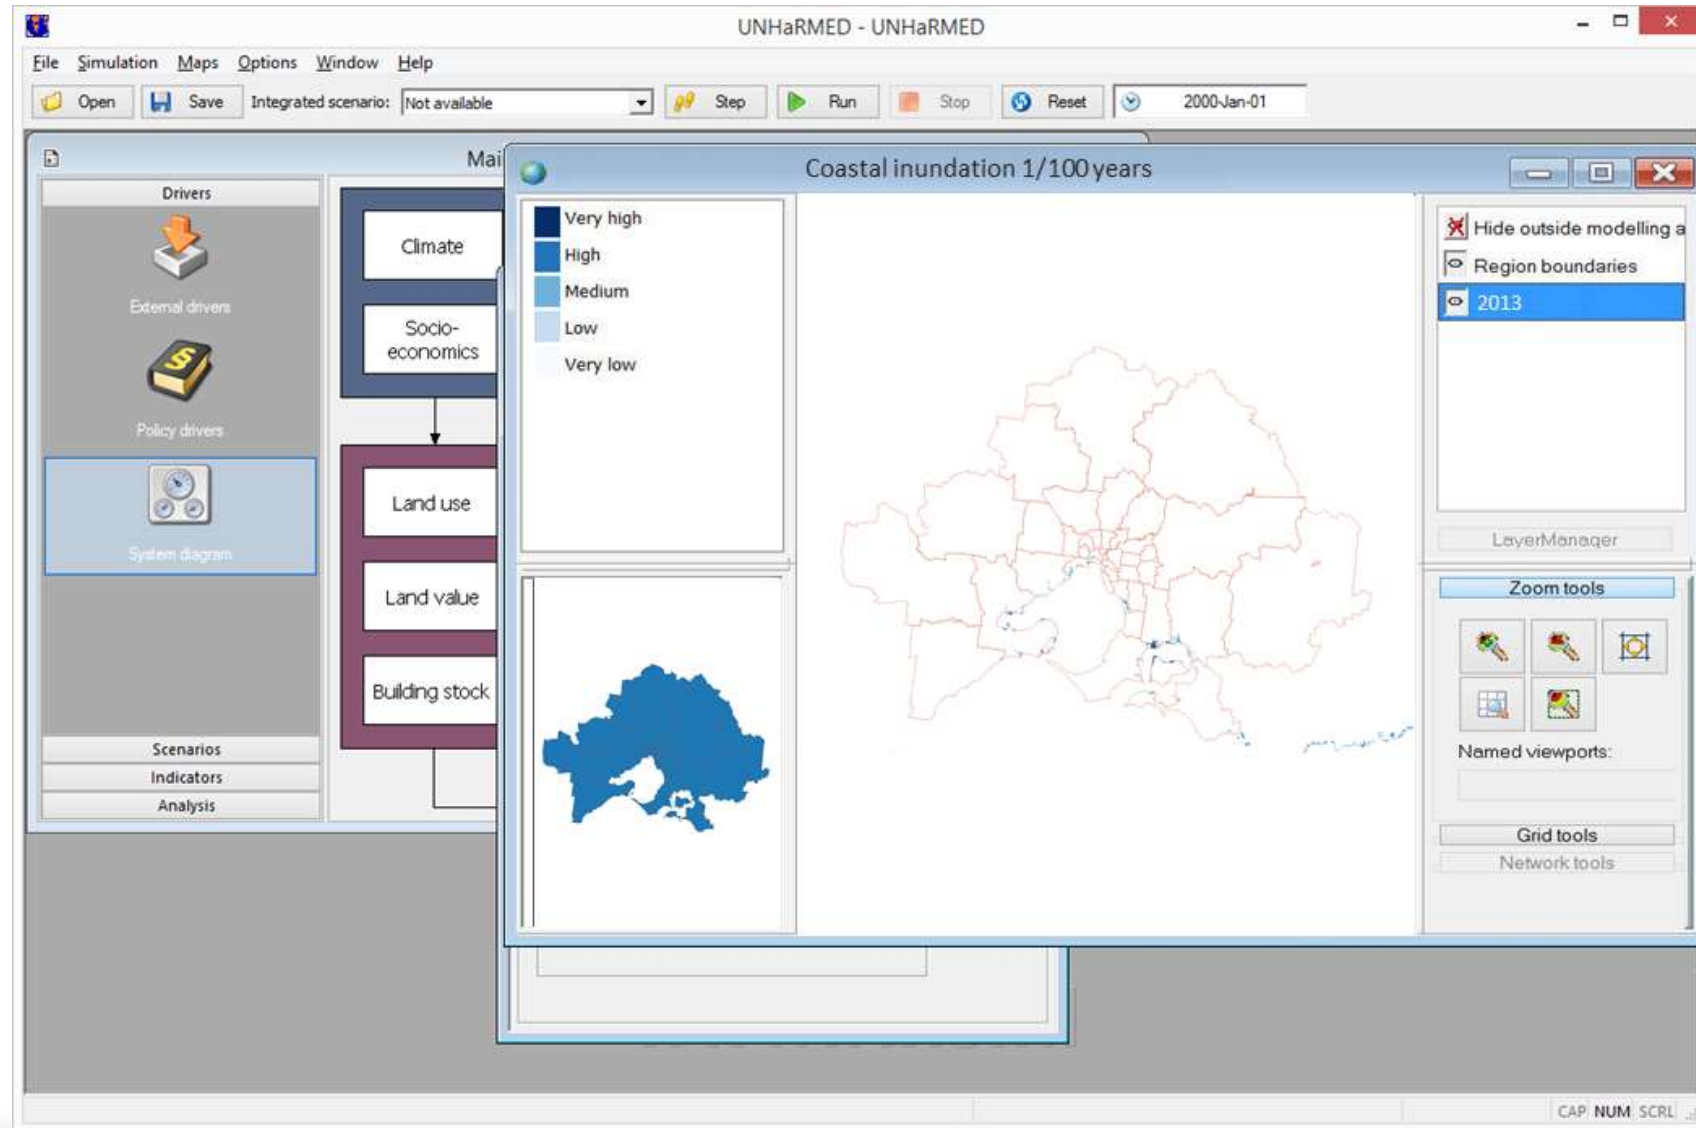 UNHaRMED - UNHaRMED
File Simulation Maps Options Window Help
Open Save Integrated scenario: Not available Step Run Stop Reset 2000-Jan-01
Mai
Drivers
External drivers
Policy drivers
System diagram
Scenarios
Indicators
Analysis
Climate
Socio-
economics
Land use
Land value
Building stock
Coastal inundation 1/100 years
Very high
High
Medium
Low
Very low
Hide outside modelling a
Region boundaries
2013
LayerManager
Zoom tools
Named viewports:
Grid tools
Network tools
CAP NUM SCRL